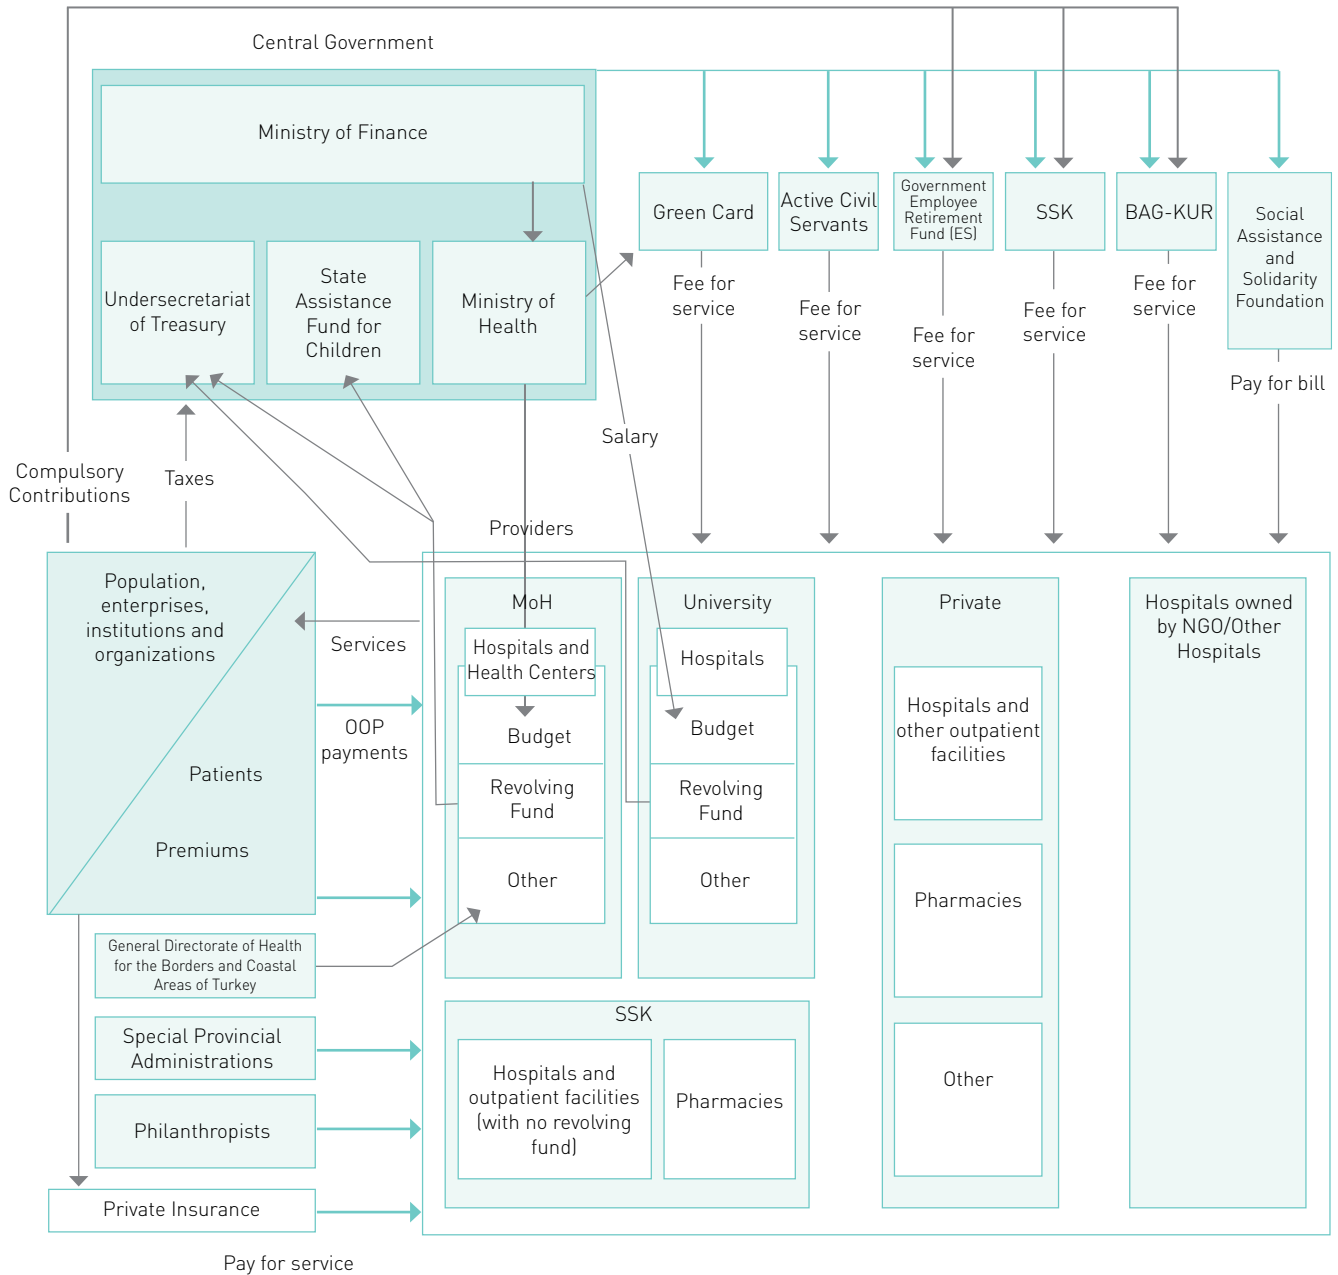 Central Government
Ministry of Finance
Undersecretariat
of Treasury
State
Assistance
Fund for
Children
Ministry of
Health
Green Card
Active Civil
Servants
Government
Employee
Retirement
Fund (ES)
SSK
BAG-KUR
Social
Assistance
and
Solidarity
Foundation
Fee for
service
Fee for
service
Fee for
service
Fee for
service
Fee for
service
Pay for bill
Salary
Compulsory
Contributions
Taxes
Providers
Population,
enterprises,
institutions and
organizations
Patients
Premiums
Services
OOP
payments
MoH
Hospitals and
Health Centers
Budget
Revolving
Fund
Other
University
Hospitals
Budget
Revolving
Fund
Other
Private
Hospitals and
other outpatient
facilities
Pharmacies
Other
Hospitals owned
by NGO/Other
Hospitals
General Directorate of Health
for the Borders and Coastal
Areas of Turkey
Special Provincial
Administrations
Philanthropists
Private Insurance
SSK
Hospitals and
outpatient facilities
(with no revolving
fund)
Pharmacies
Pay for service